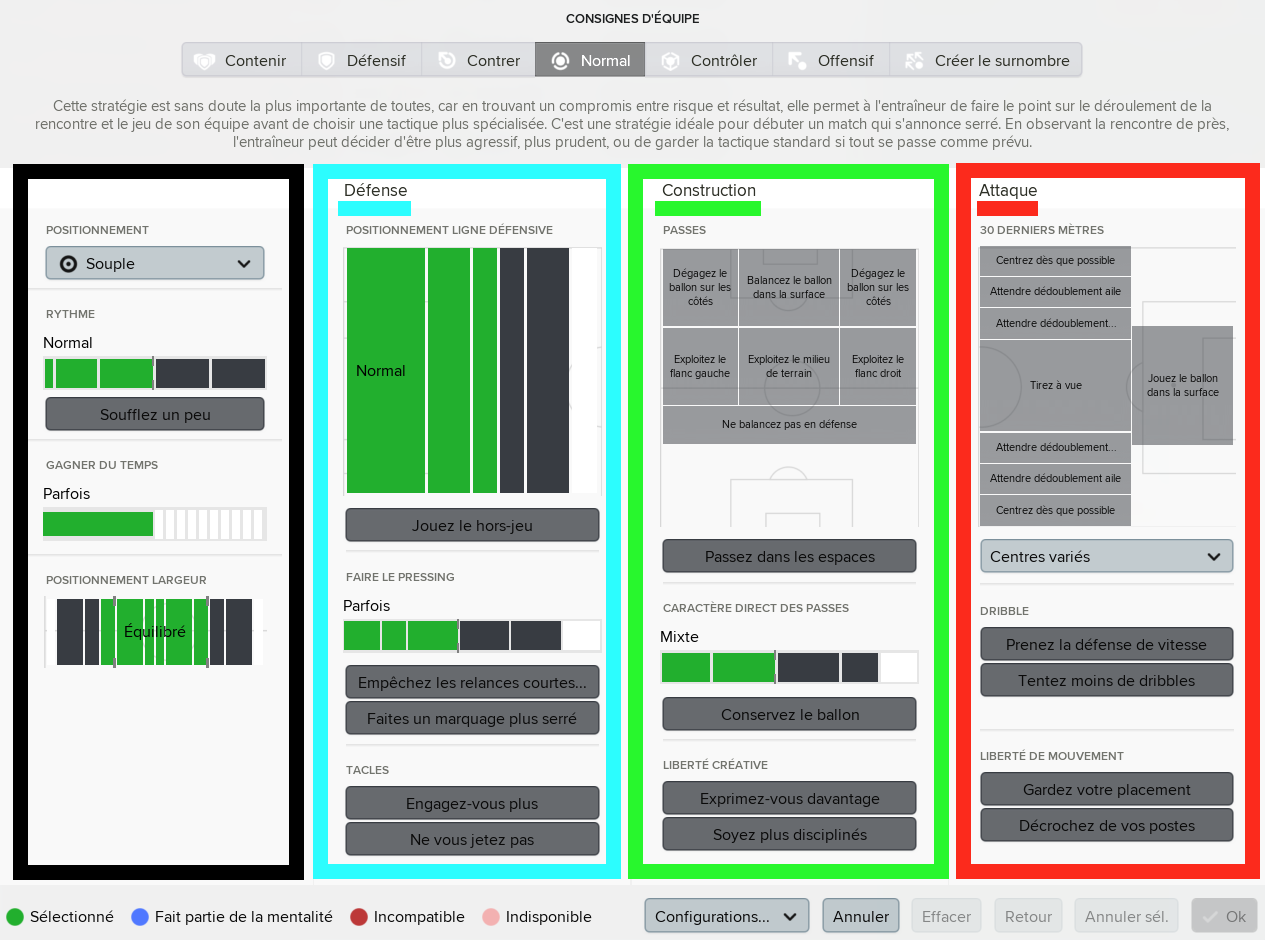 CONSIGNES D'ÉQUIPE
Contenir
Défensif
Contrer
Normal
Contrôler
Offensif
Créer le surnombre
Cette stratégie est sans doute la plus importante de toutes, car en trouvant un compromis entre risque et résultat, elle permet à l'entraîneur de faire le point sur le déroulement de la
rencontre et le jeu de son équipe avant de choisir une tactique plus spécialisée. C'est une stratégie idéale pour débuter un match qui s'annonce serré. En observant la rencontre de près,
l'entraîneur peut décider d'être plus agressif, plus prudent, ou de garder la tactique standard si tout se passe comme prévu.
POSITIONNEMENT
Souple
RYTHME
Normal
Soufflez un peu
GAGNER DU TEMPS
Parfois
POSITIONNEMENT LARGEUR
Équilibré
Défense
POSITIONNEMENT LIGNE DÉFENSIVE
Normal
Jouez le hors-jeu
FAIRE LE PRESSING
Parfois
Empêchez les relances courtes...
Faites un marquage plus serré
TACLES
Engagez-vous plus
Ne vous jetez pas
Construction
PASSES
Dégagez le
ballon sur les
côtés
Balancez le ballon
dans la surface
Dégagez le
ballon sur les
côtés
Exploitez le
flanc gauche
Exploitez le milieu
de terrain
Exploitez le
flanc droit
Ne balancez pas en défense
Passez dans les espaces
CARACTÈRE DIRECT DES PASSES
Mixte
Conservez le ballon
LIBERTÉ CRÉATIVE
Exprimez-vous davantage
Soyez plus disciplinés
Attaque
30 DERNIERS MÈTRES
Centrez dès que possible
Attendre dédoublement aile
Attendre dédoublement...
Tirez à vue
Jouez le ballon
dans la surface
Attendre dédoublement...
Attendre dédoublement aile
Centrez dès que possible
Centres variés
DRIBBLE
Prenez la défense de vitesse
Tentez moins de dribbles
LIBERTÉ DE MOUVEMENT
Gardez votre placement
Décrochez de vos postes
Sélectionné
Fait partie de la mentalité
Incompatible
Indisponible
Configurations...
Annuler
Effacer
Retour
Annuler sél.
Ok